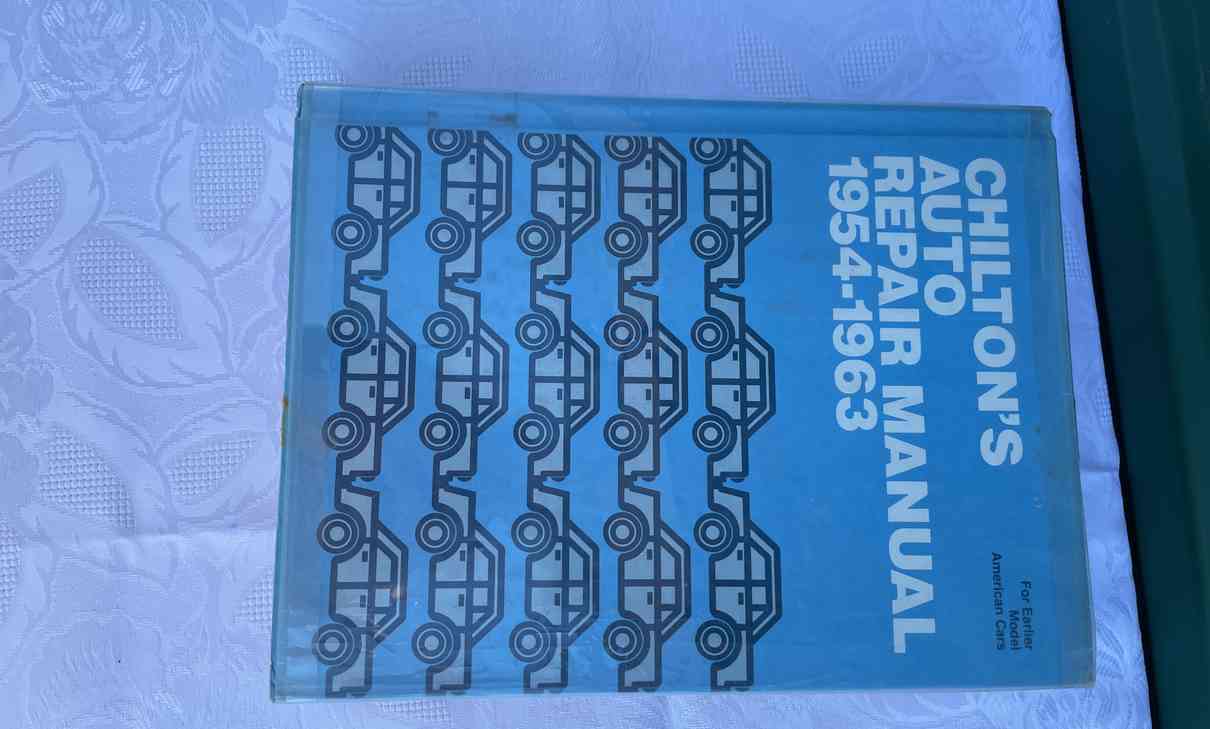 CHILTON'S
AUTO
REPAIR MANUAL
1954-1963
For Earlier
Model
American Cars